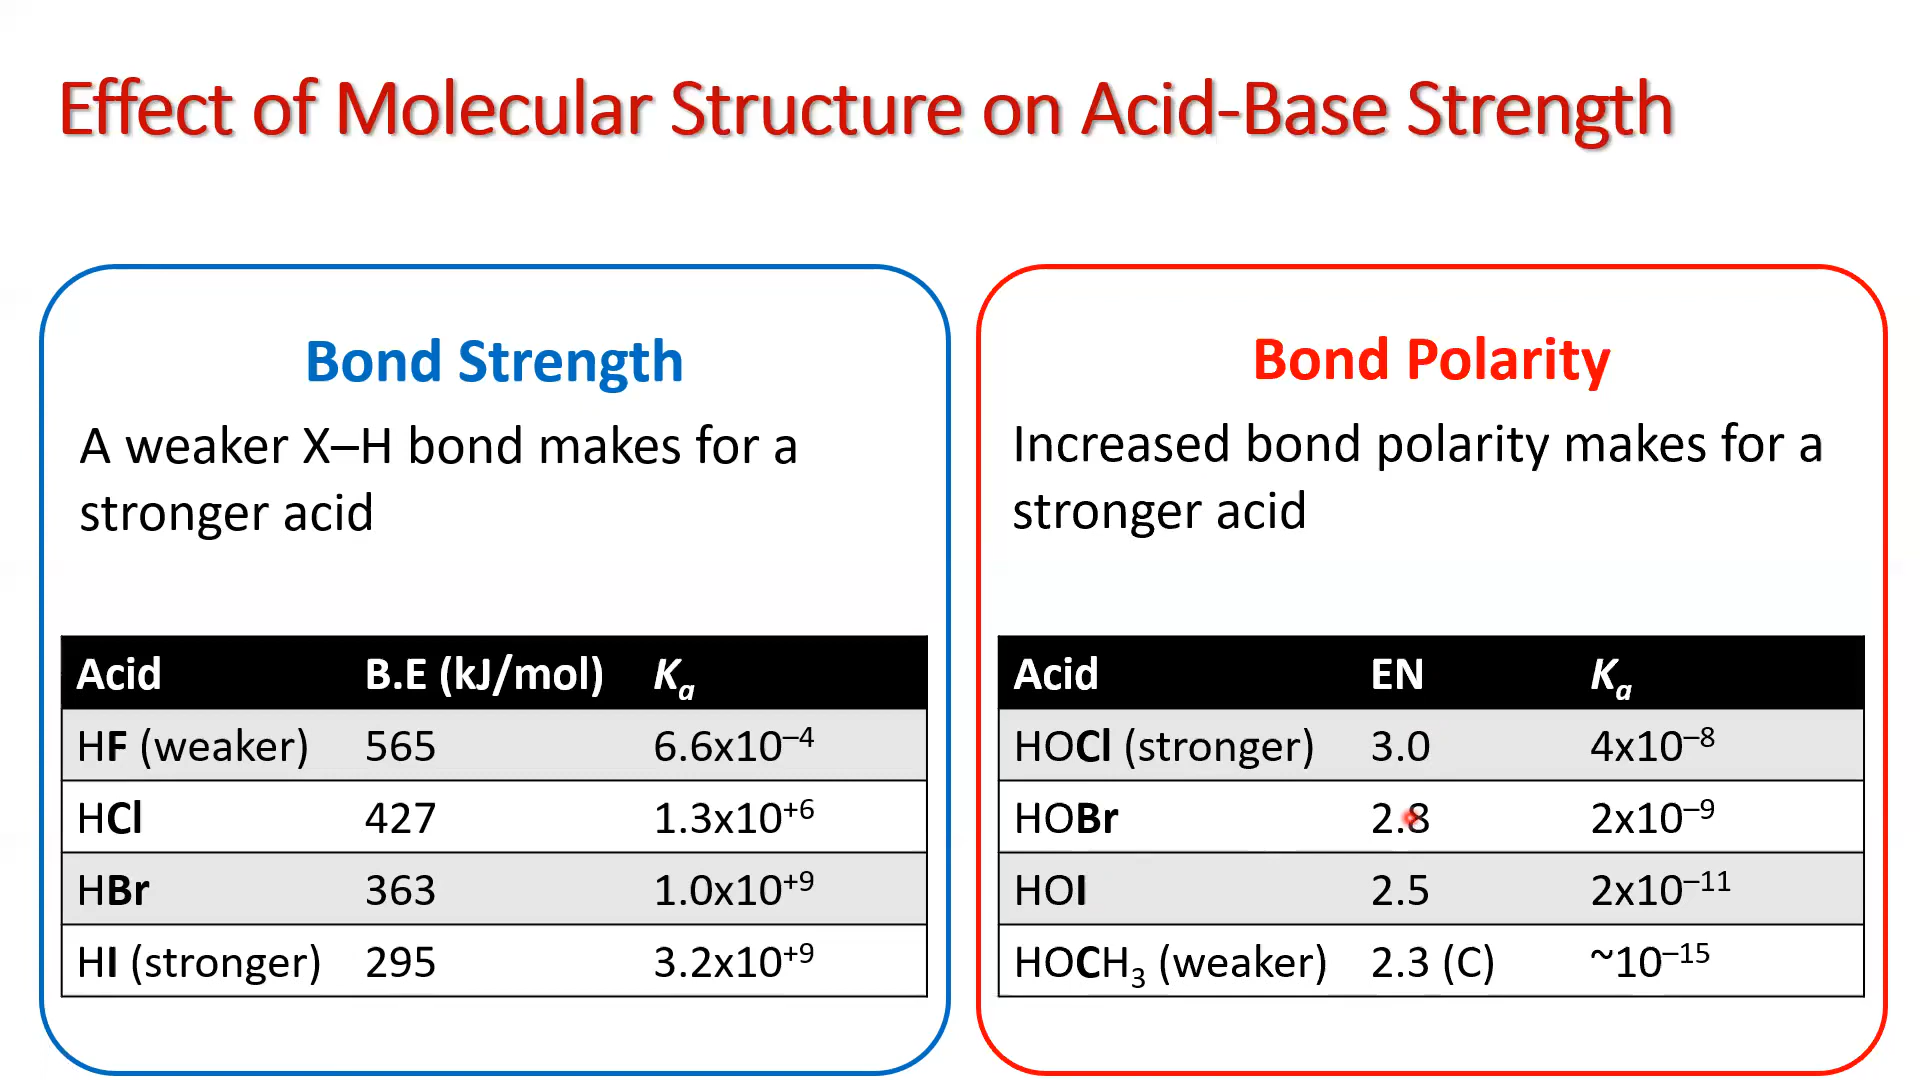 Effect of Molecular Structure on Acid-Base Strength
Bond Strength
A weaker X–H bond makes for a
stronger acid
Acid B.E (kJ/mol) Kₐ
HF (weaker) 565 6.6x10⁻⁴
HCl 427 1.3x10⁺⁶
HBr 363 1.0x10⁺⁹
HI (stronger) 295 3.2x10⁺⁹
Bond Polarity
Increased bond polarity makes for a
stronger acid
Acid EN Kₐ
HOCl (stronger) 3.0 4x10⁻⁸
HOBr 2.8 2x10⁻⁹
HOI 2.5 2x10⁻¹¹
HOCH₃ (weaker) 2.3 (C) ~10⁻¹⁵